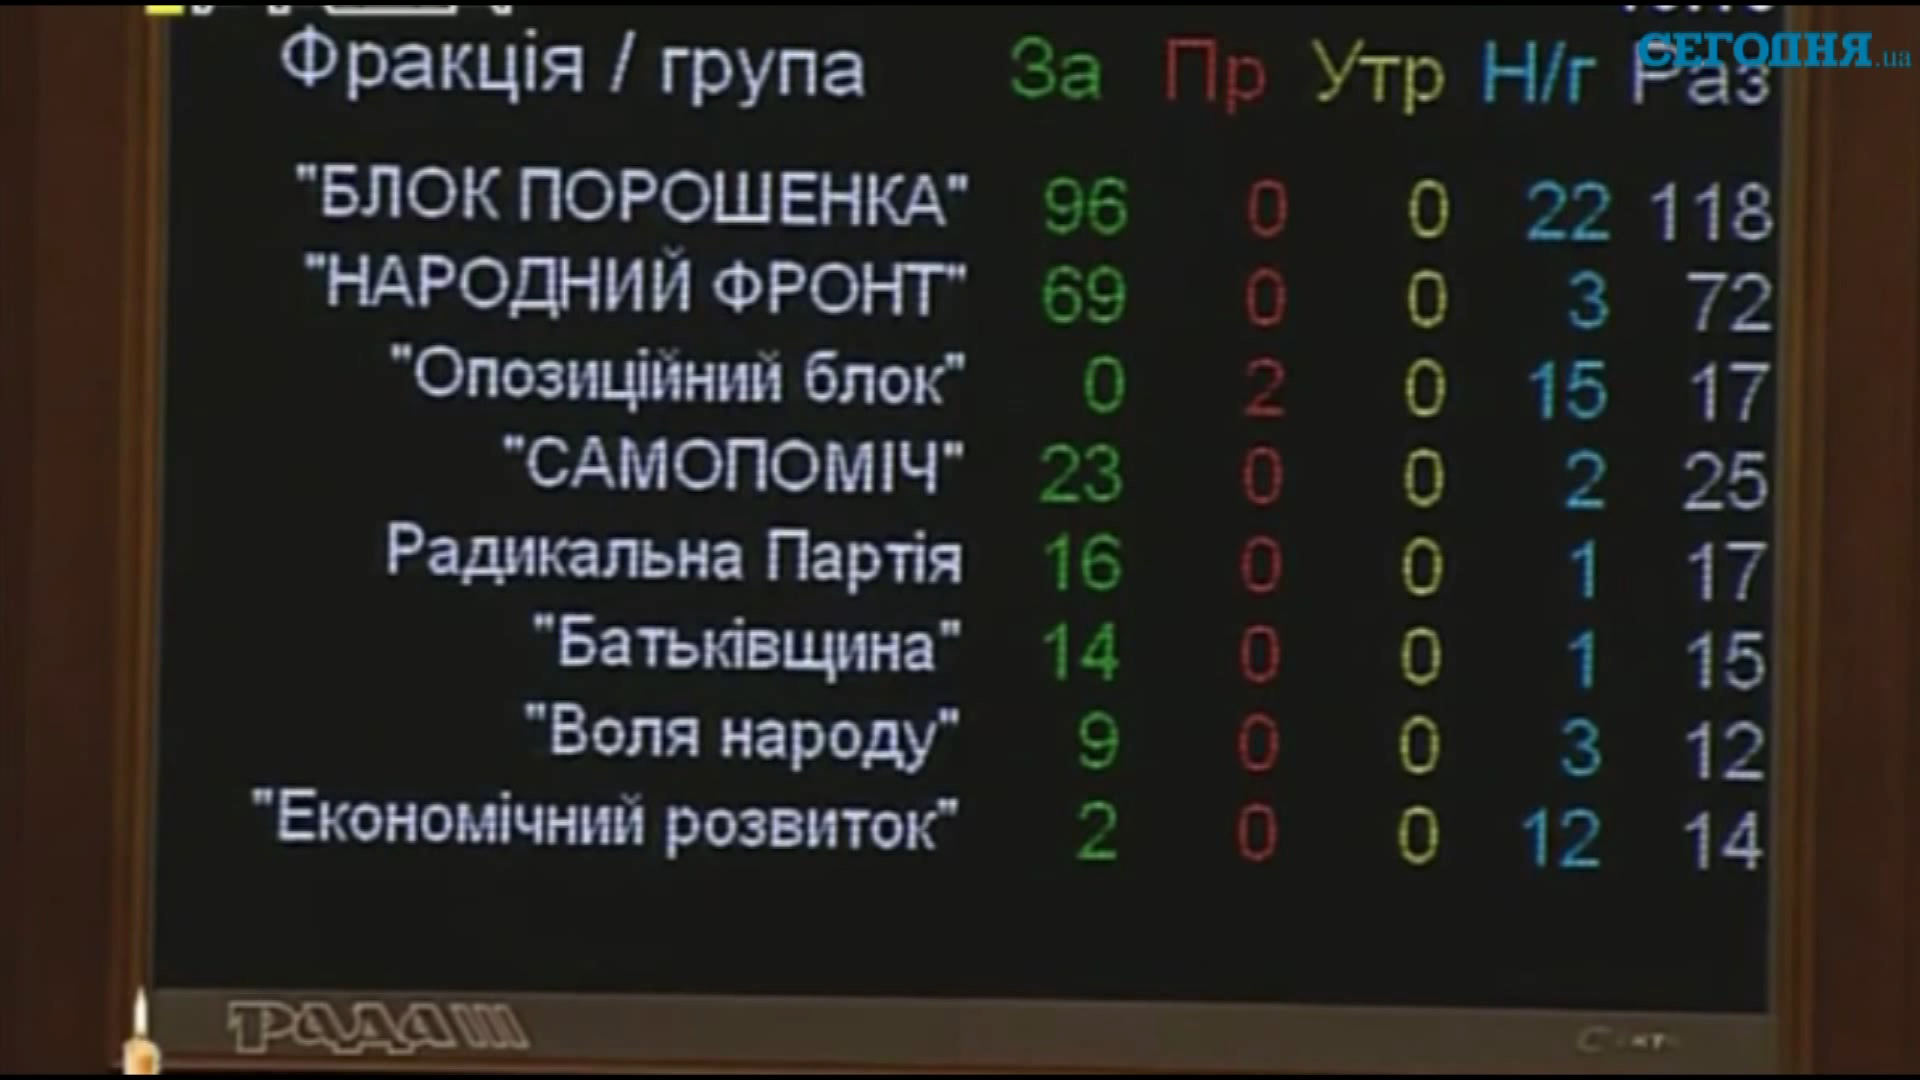 СЕГОДНЯ.ua
Фракція / група За Пр Утр Н/г Раз
"БЛОК ПОРОШЕНКА" 96 0 0 22 118
"НАРОДНИЙ ФРОНТ" 69 0 0 3 72
"Опозиційний блок" 0 2 0 15 17
"САМОПОМІЧ" 23 0 0 2 25
Радикальна Партія 16 0 0 1 17
"Батьківщина" 14 0 0 1 15
"Воля народу" 9 0 0 3 12
"Економічний розвиток" 2 0 0 12 14
РАДА III